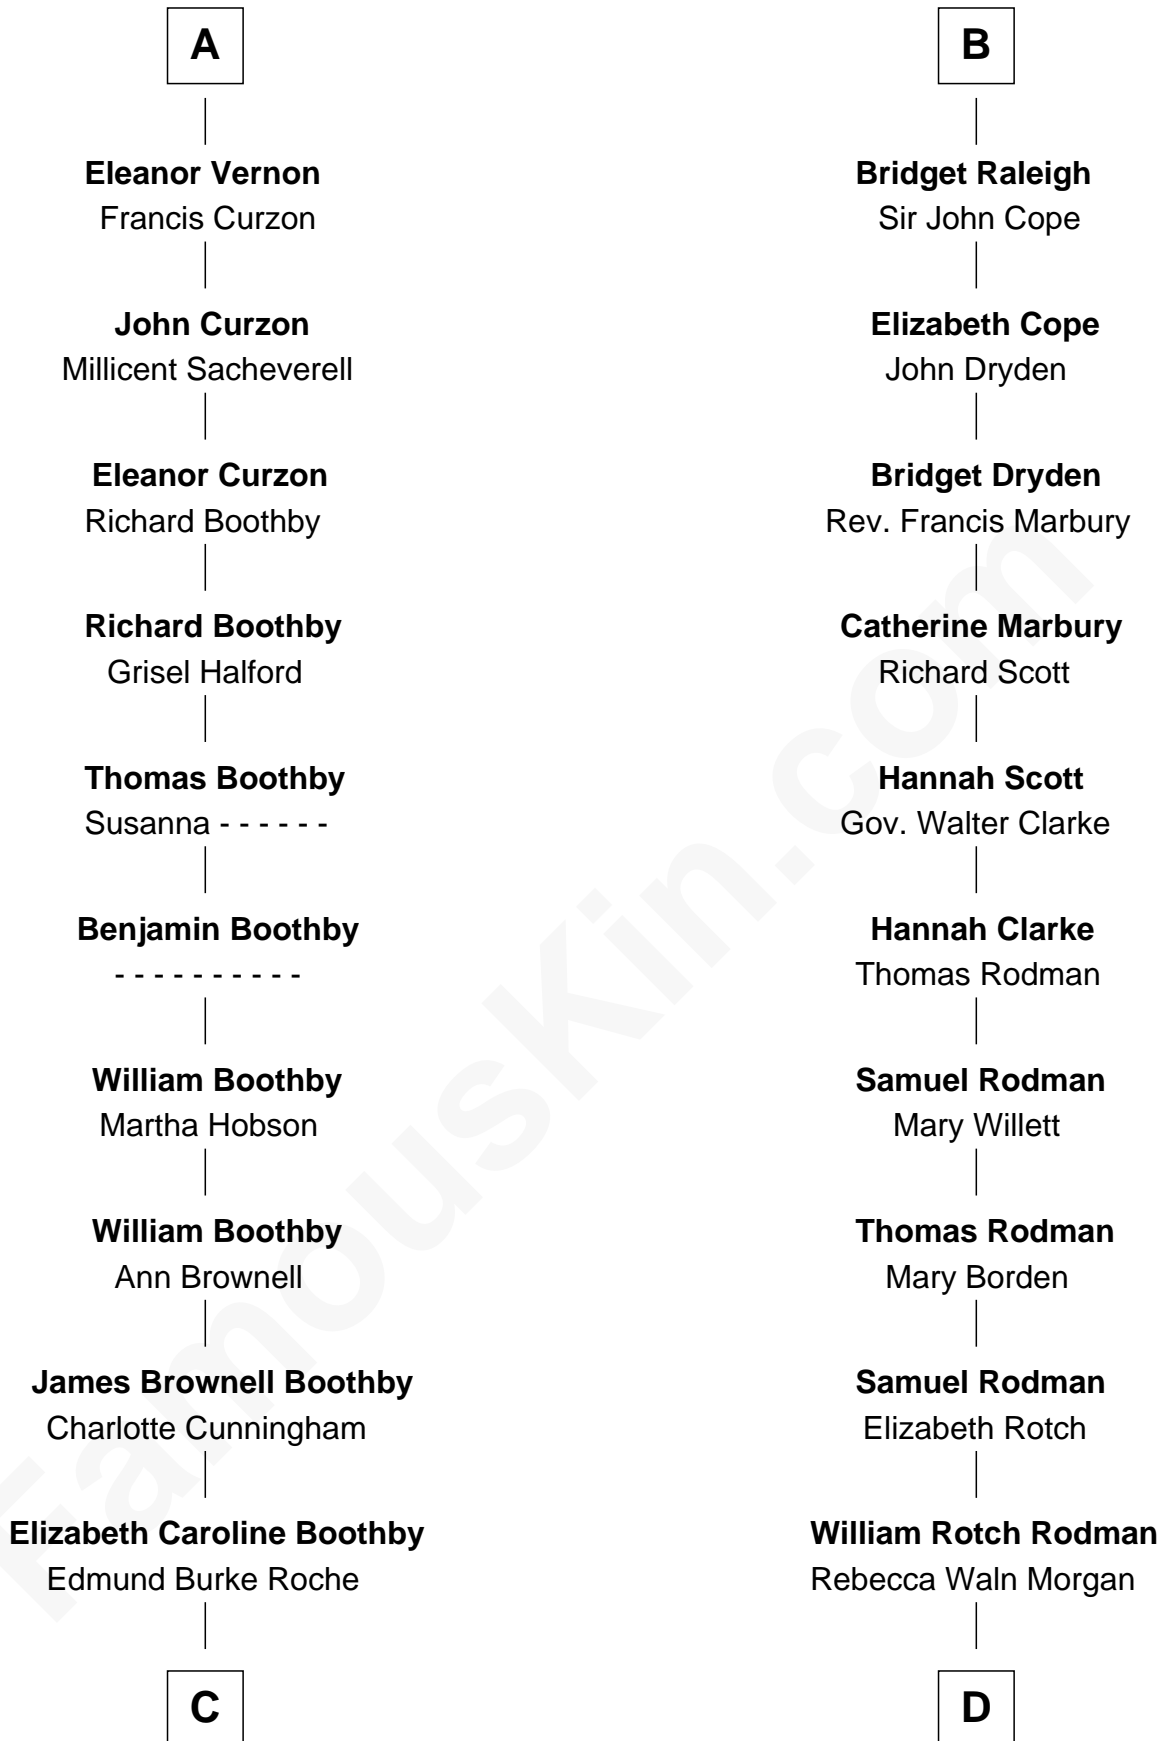 A
Eleanor Vernon
Francis Curzon
John Curzon
Millicent Sacheverell
Eleanor Curzon
Richard Boothby
Richard Boothby
Grisel Halford
Thomas Boothby
Susanna - - - - - -
Benjamin Boothby
- - - - - - - - - -
William Boothby
Martha Hobson
William Boothby
Ann Brownell
James Brownell Boothby
Charlotte Cunningham
Elizabeth Caroline Boothby
Edmund Burke Roche
C
B
Bridget Raleigh
Sir John Cope
Elizabeth Cope
John Dryden
Bridget Dryden
Rev. Francis Marbury
Catherine Marbury
Richard Scott
Hannah Scott
Gov. Walter Clarke
Hannah Clarke
Thomas Rodman
Samuel Rodman
Mary Willett
Thomas Rodman
Mary Borden
Samuel Rodman
Elizabeth Rotch
William Rotch Rodman
Rebecca Waln Morgan
D
FamousKin.com